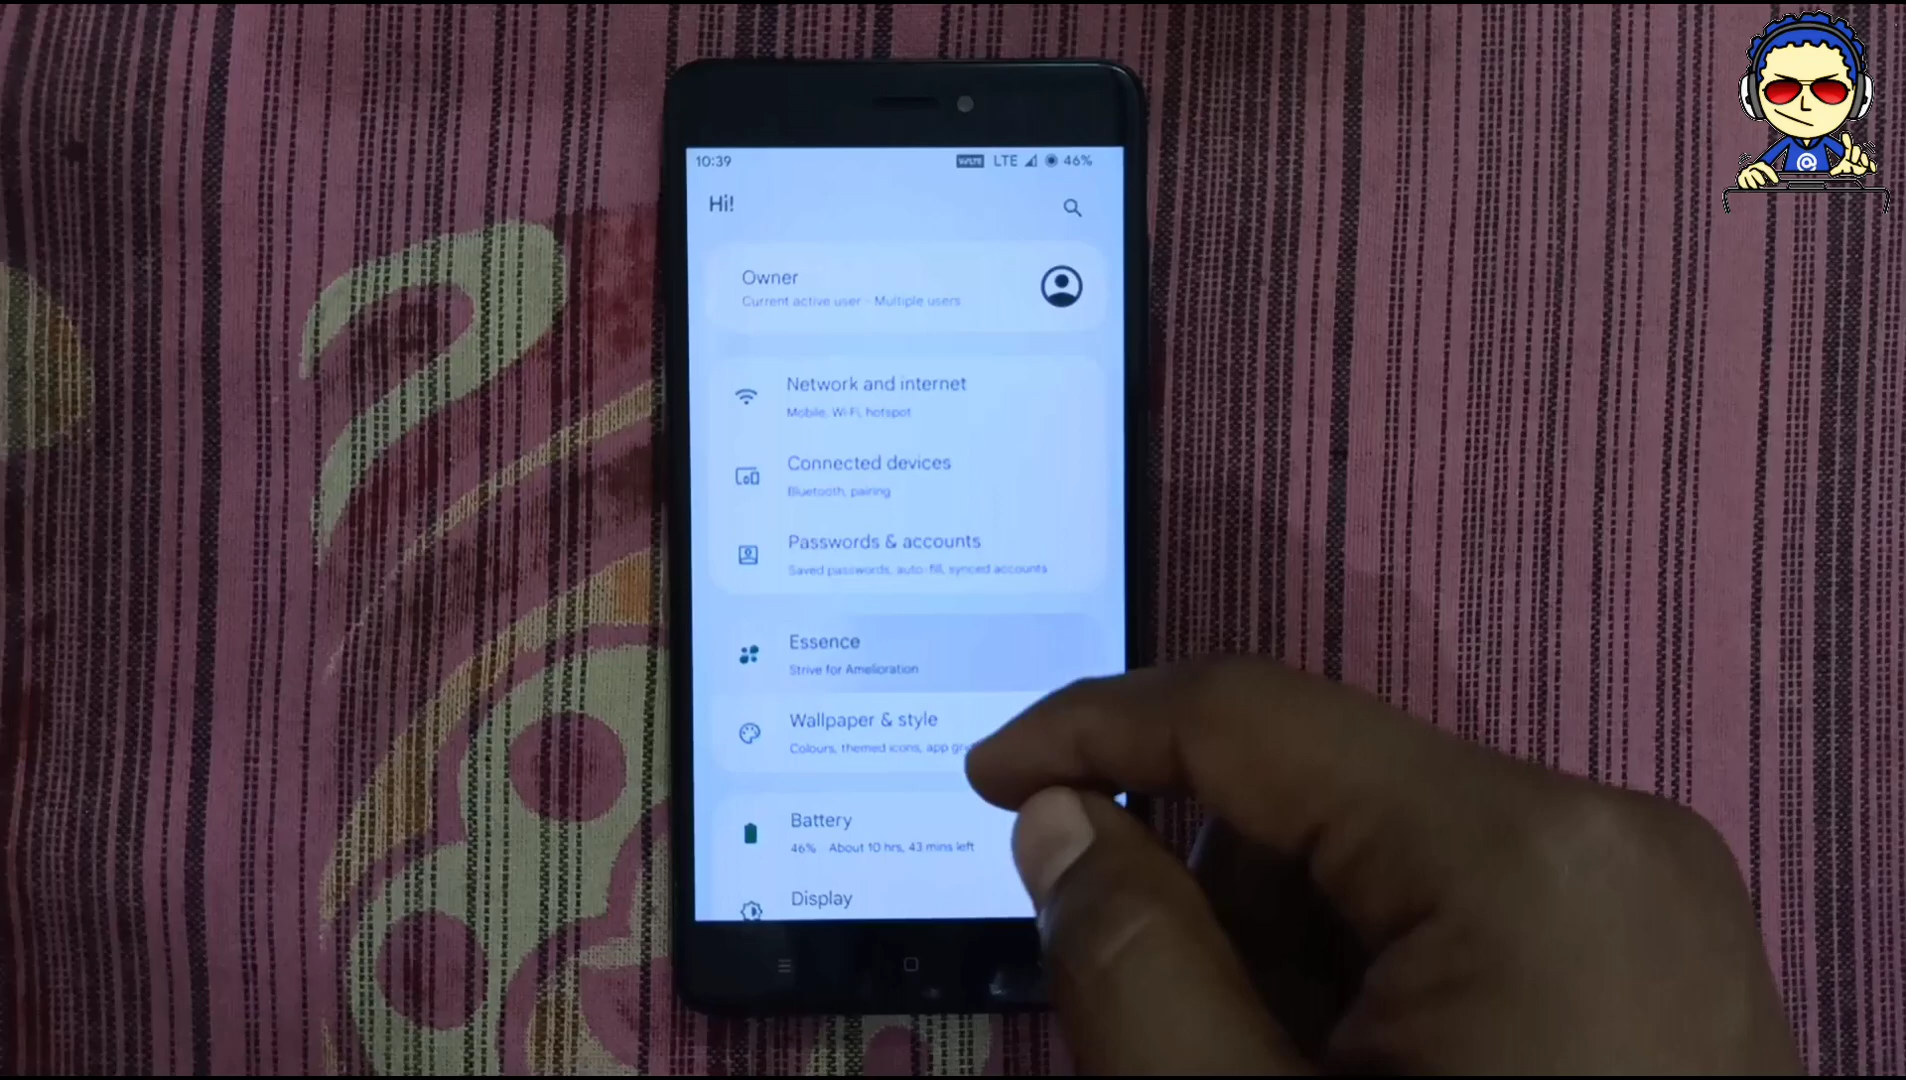 10:39
VoLTE LTE 46%
Hi!
Owner
Current active user - Multiple users
Network and internet
Mobile, Wi-Fi, hotspot
Connected devices
Bluetooth, pairing
Passwords & accounts
Saved passwords, auto-fill, synced accounts
Essence
Strive for Amelioration
Wallpaper & style
Colours, themed icons, app
Battery
46% About 10 hrs, 43 mins left
Display
@